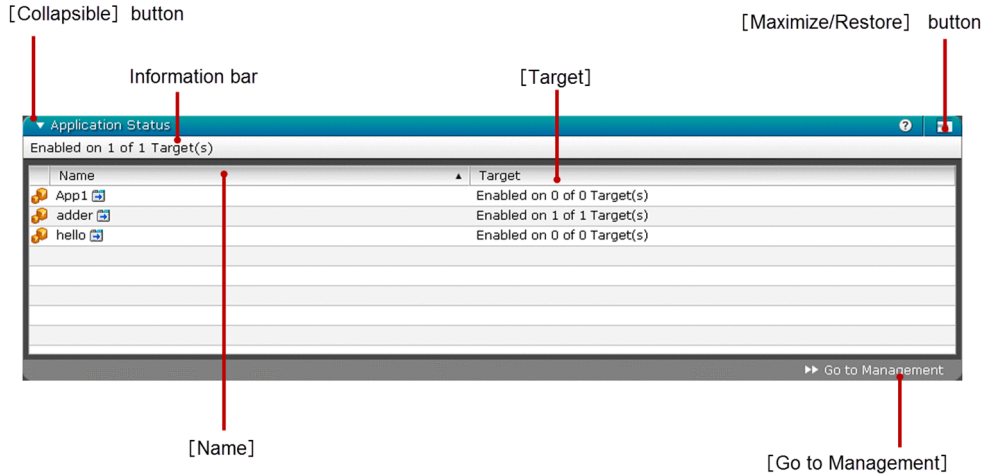 [Collapsible] button
[Maximize/Restore] button
Information bar
[Target]
Application Status
Enabled on 1 of 1 Target(s)
Name Target
App1 Enabled on 0 of 0 Target(s)
adder Enabled on 1 of 1 Target(s)
hello Enabled on 0 of 0 Target(s)
Go to Management
[Name]
[Go to Management]